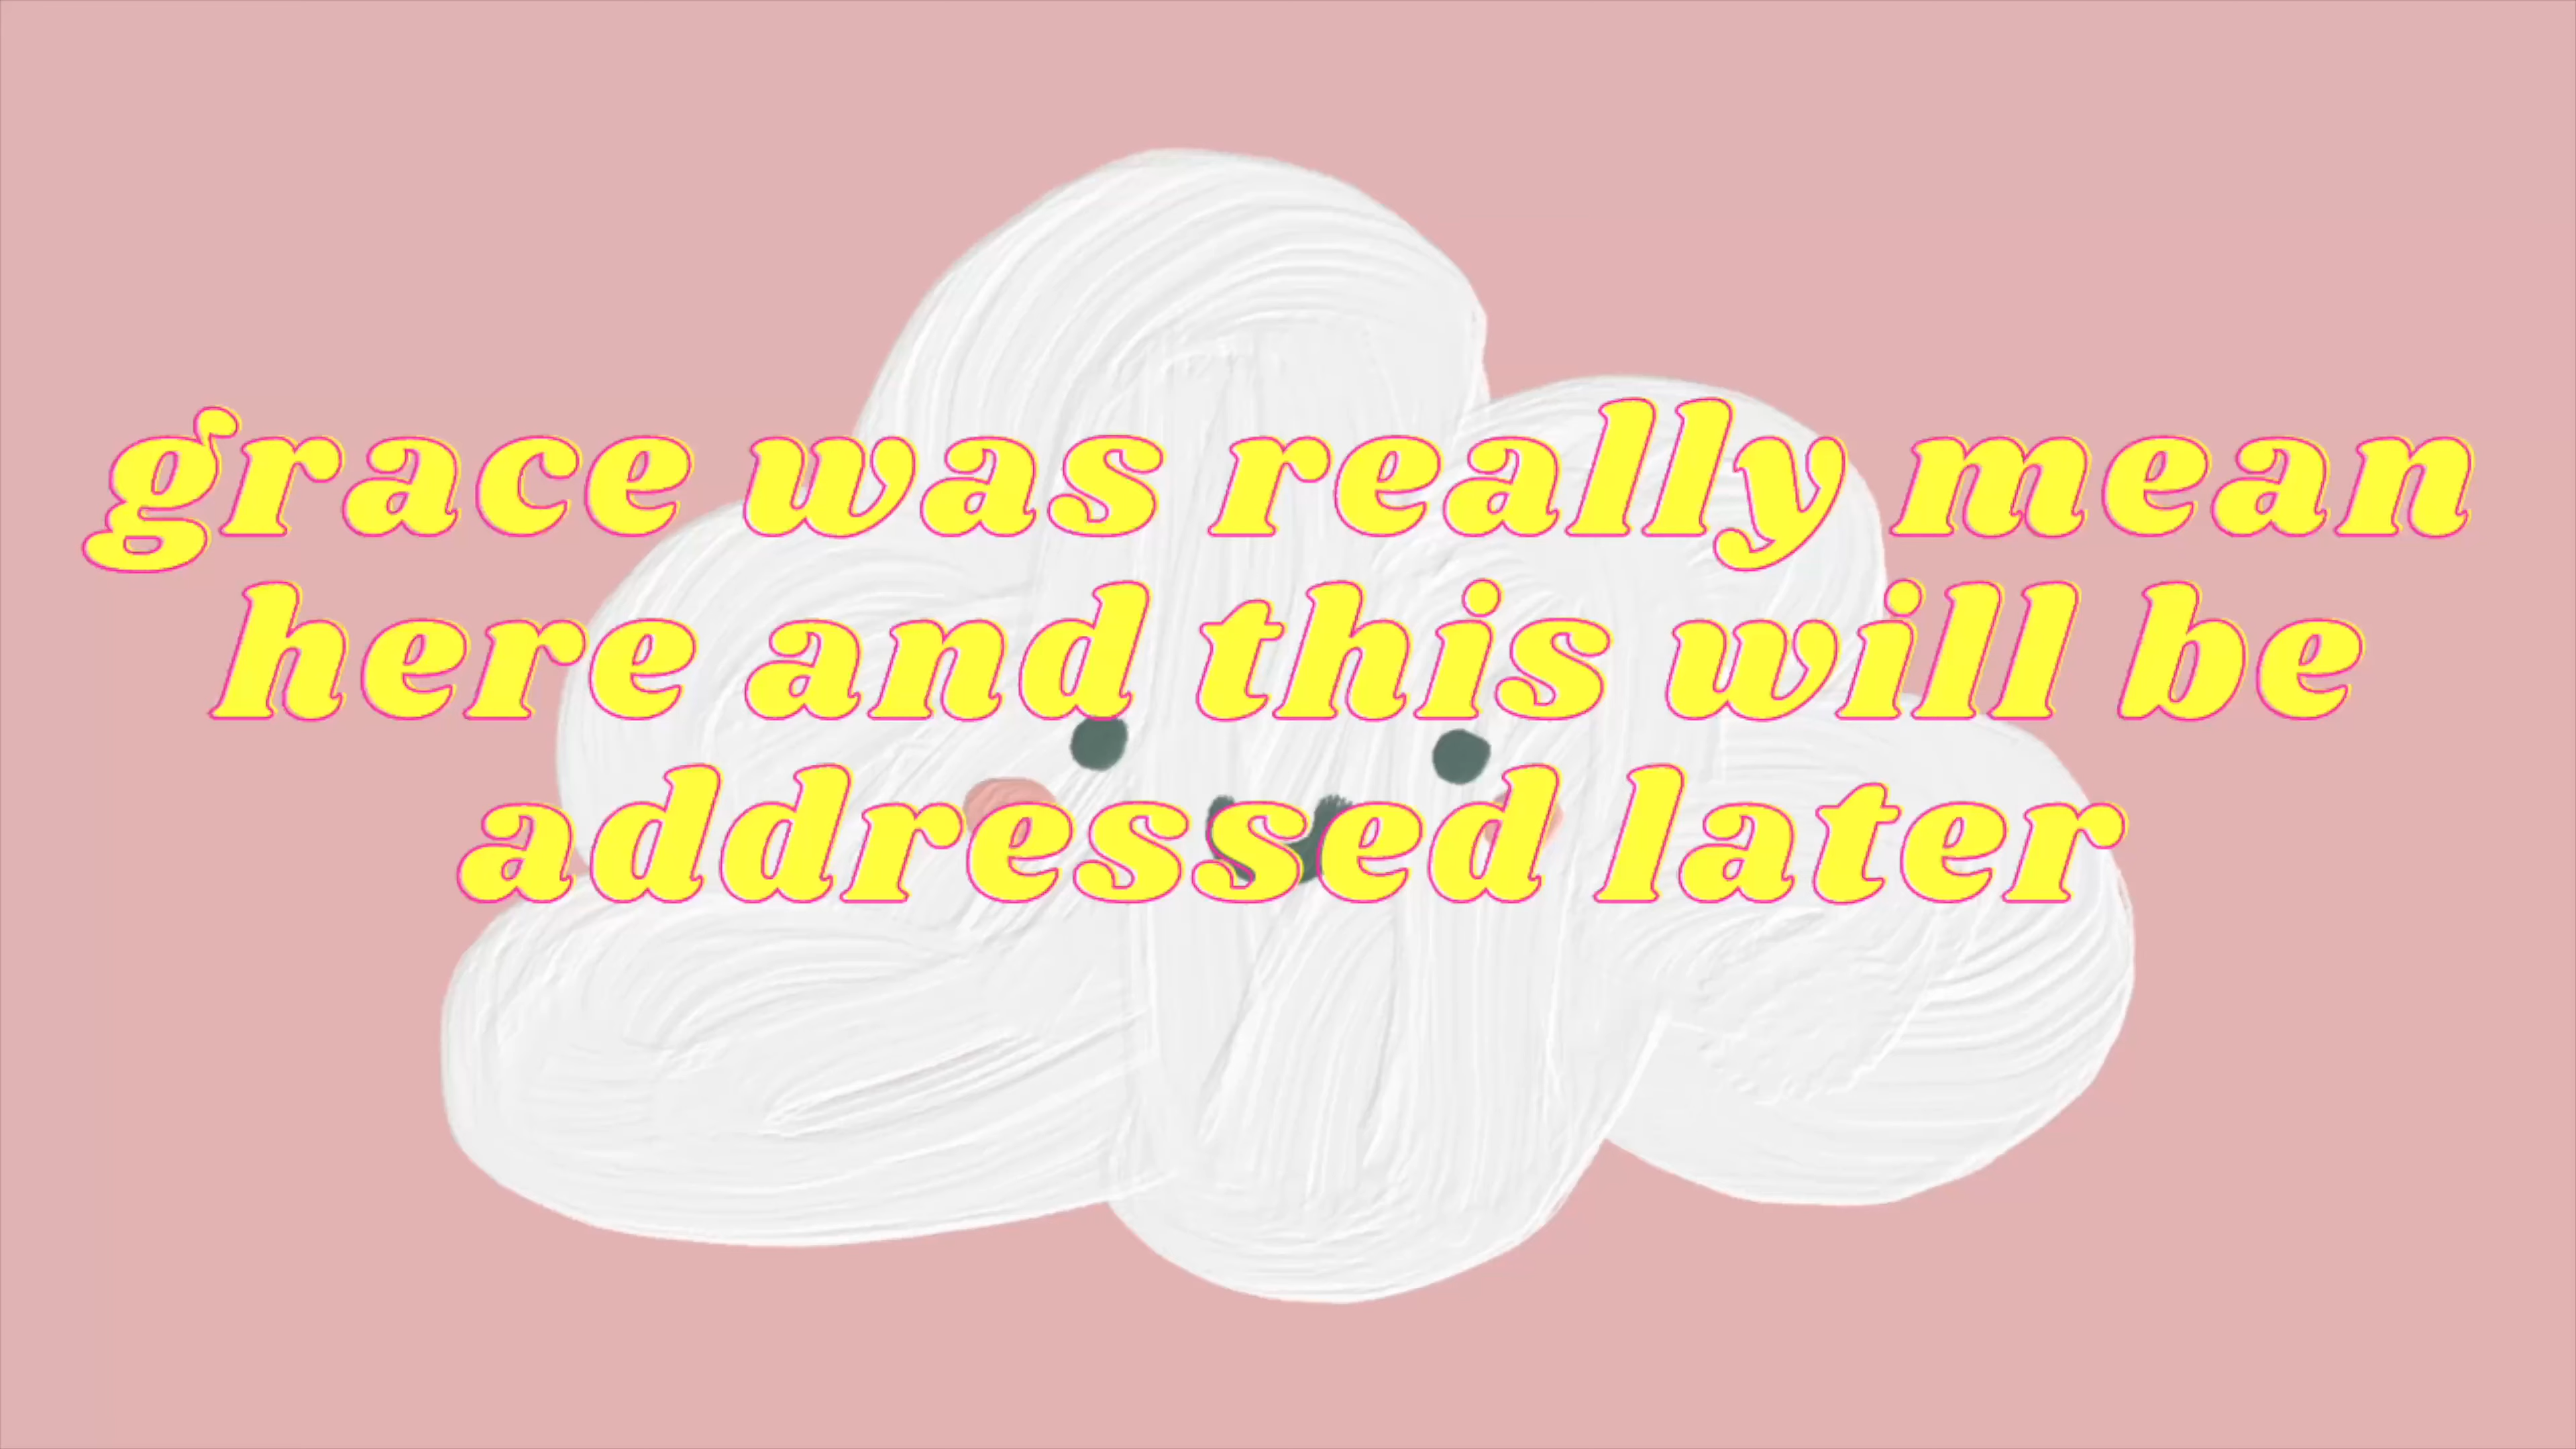 grace was really mean
here and this will be
addressed later